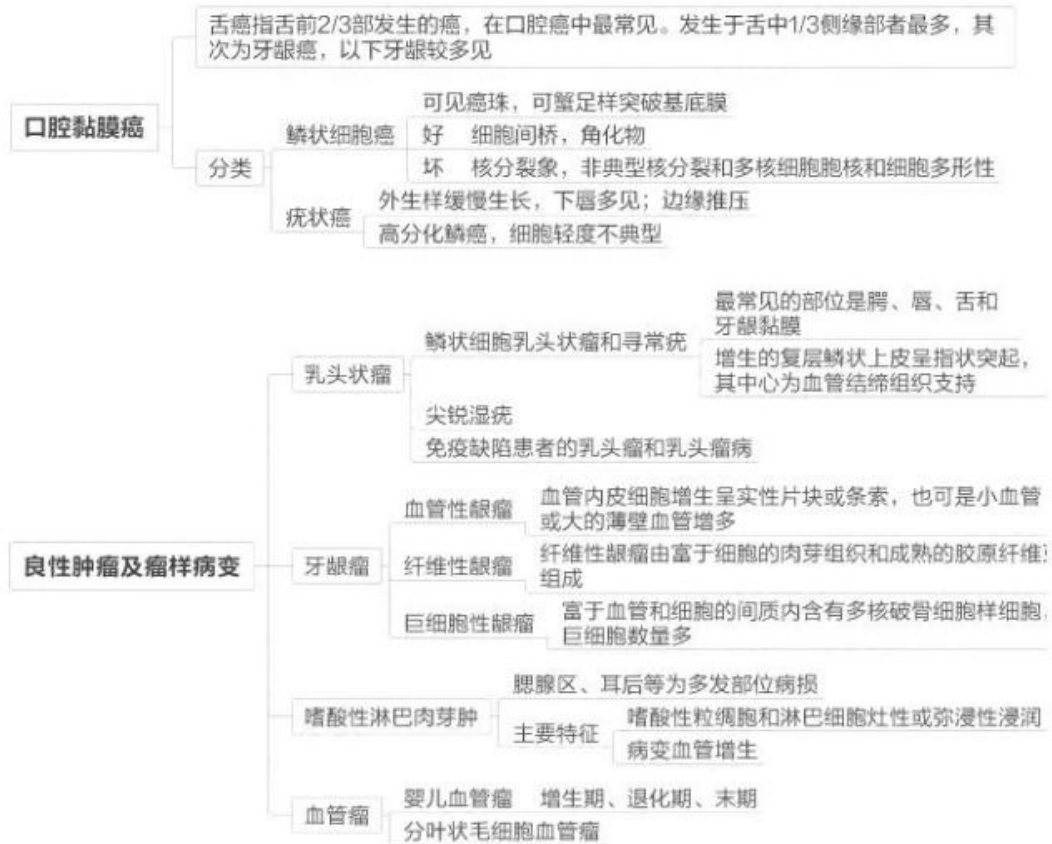 舌癌指舌前2/3部发生的癌，在口腔癌中最常见。发生于舌中1/3侧缘部者最多，其
次为牙龈癌，以下牙龈较多见
口腔黏膜癌
分类
鳞状细胞癌
可见癌珠，可蟹足样突破基底膜
好 细胞间桥，角化物
坏 核分裂象，非典型核分裂和多核细胞胞核和细胞多形性
疣状癌
外生样缓慢生长，下唇多见；边缘推压
高分化鳞癌，细胞轻度不典型
良性肿瘤及瘤样病变
乳头状瘤
鳞状细胞乳头状瘤和寻常疣
最常见的部位是腭、唇、舌和
牙龈黏膜
增生的复层鳞状上皮呈指状突起，
其中心为血管结缔组织支持
尖锐湿疣
免疫缺陷患者的乳头瘤和乳头瘤病
牙龈瘤
血管性龈瘤
血管内皮细胞增生呈实性片块或条索，也可是小血管
或大的薄壁血管增多
纤维性龈瘤
纤维性龈瘤由富于细胞的肉芽组织和成熟的胶原纤维
组成
巨细胞性龈瘤
富于血管和细胞的间质内含有多核破骨细胞样细胞，
巨细胞数量多
嗜酸性淋巴肉芽肿
腮腺区、耳后等为多发部位病损
主要特征
嗜酸性粒绸胞和淋巴细胞灶性或弥浸性浸润
病变血管增生
血管瘤
婴儿血管瘤 增生期、退化期、末期
分叶状毛细胞血管瘤